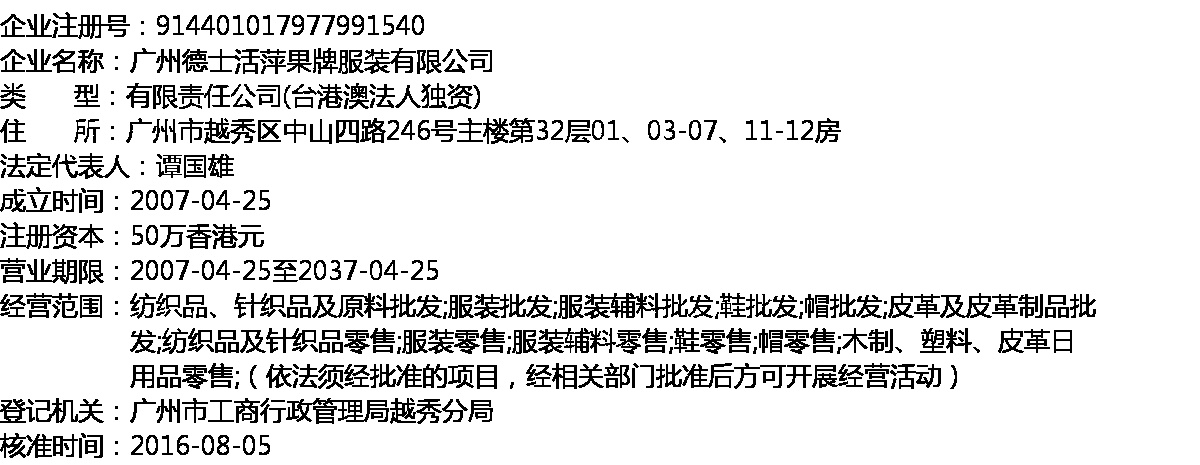 企业注册号：914401017977991540
企业名称：广州德士活萍果牌服装有限公司
类 型：有限责任公司(台港澳法人独资)
住 所：广州市越秀区中山四路246号主楼第32层01、03-07、11-12房
法定代表人：谭国雄
成立时间：2007-04-25
注册资本：50万香港元
营业期限：2007-04-25至2037-04-25
经营范围：纺织品、针织品及原料批发;服装批发;服装辅料批发;鞋批发;帽批发;皮革及皮革制品批
发;纺织品及针织品零售;服装零售;服装辅料零售;鞋零售;帽零售;木制、塑料、皮革日
用品零售;（依法须经批准的项目，经相关部门批准后方可开展经营活动）
登记机关：广州市工商行政管理局越秀分局
核准时间：2016-08-05